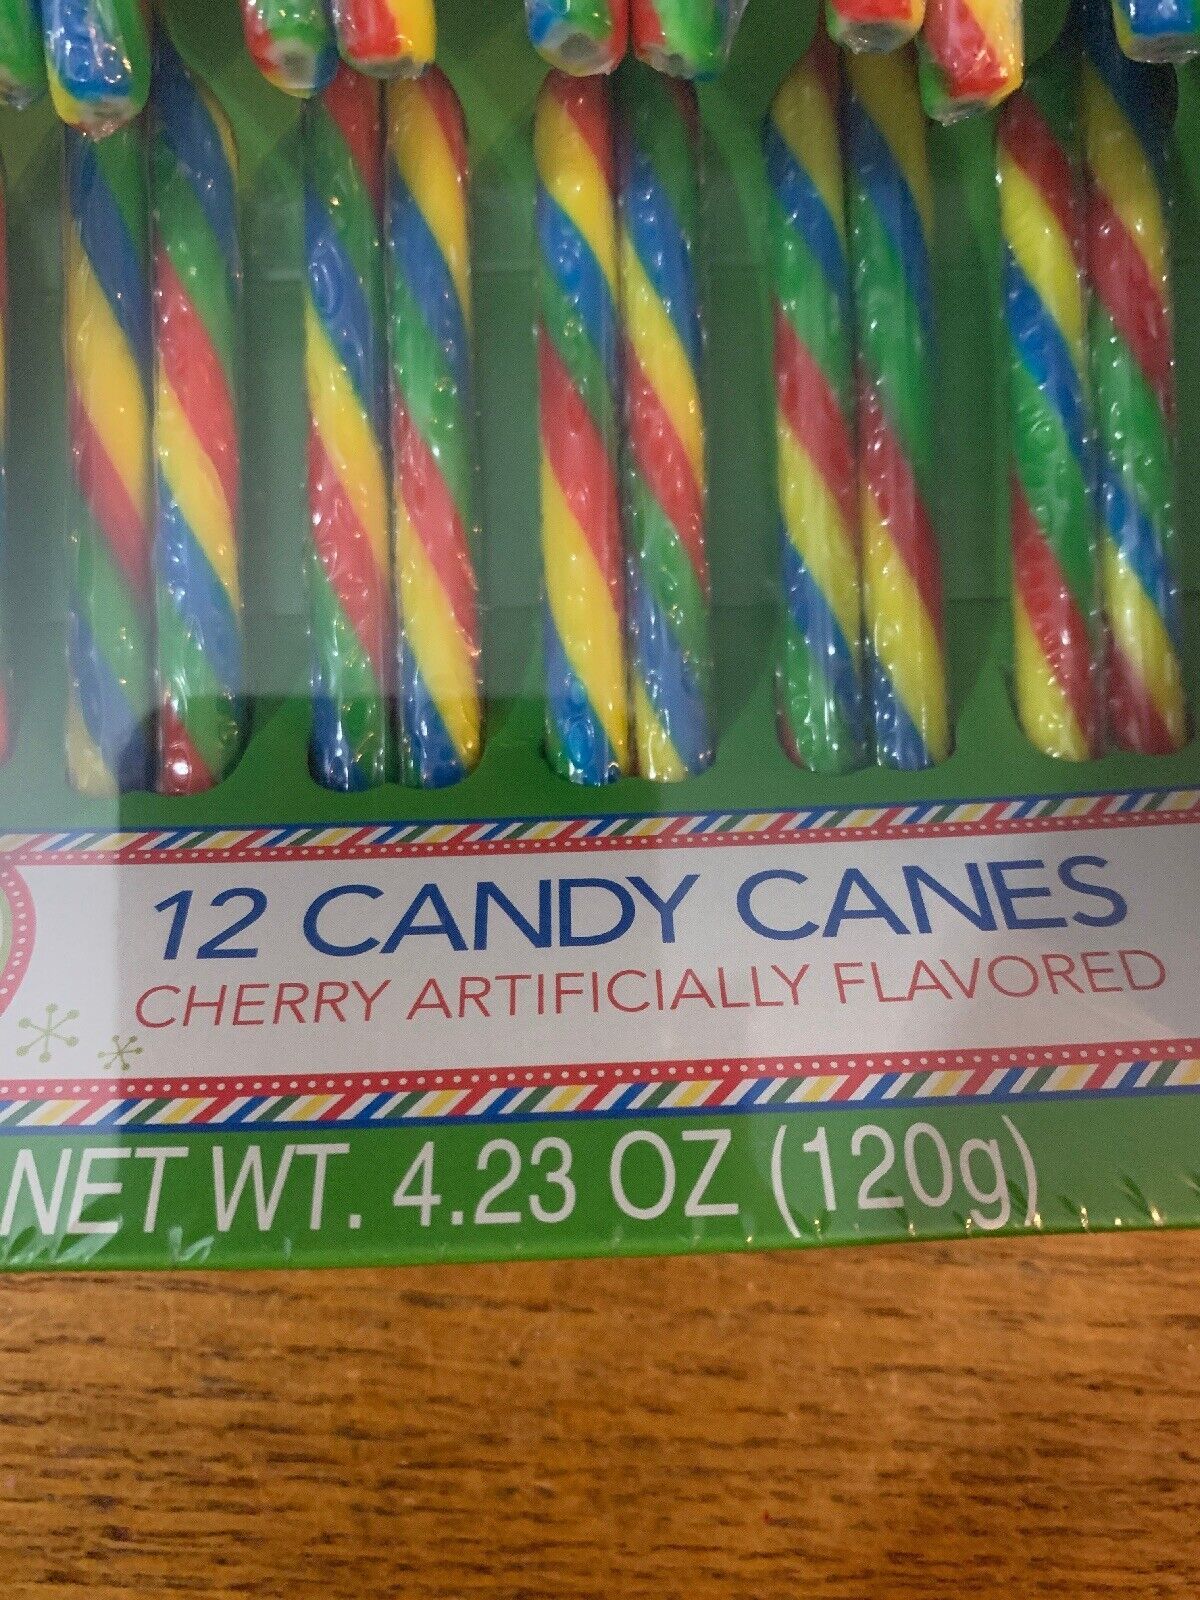 12 CANDY CANES
CHERRY ARTIFICIALLY FLAVORED
NET WT. 4.23 OZ (120g)